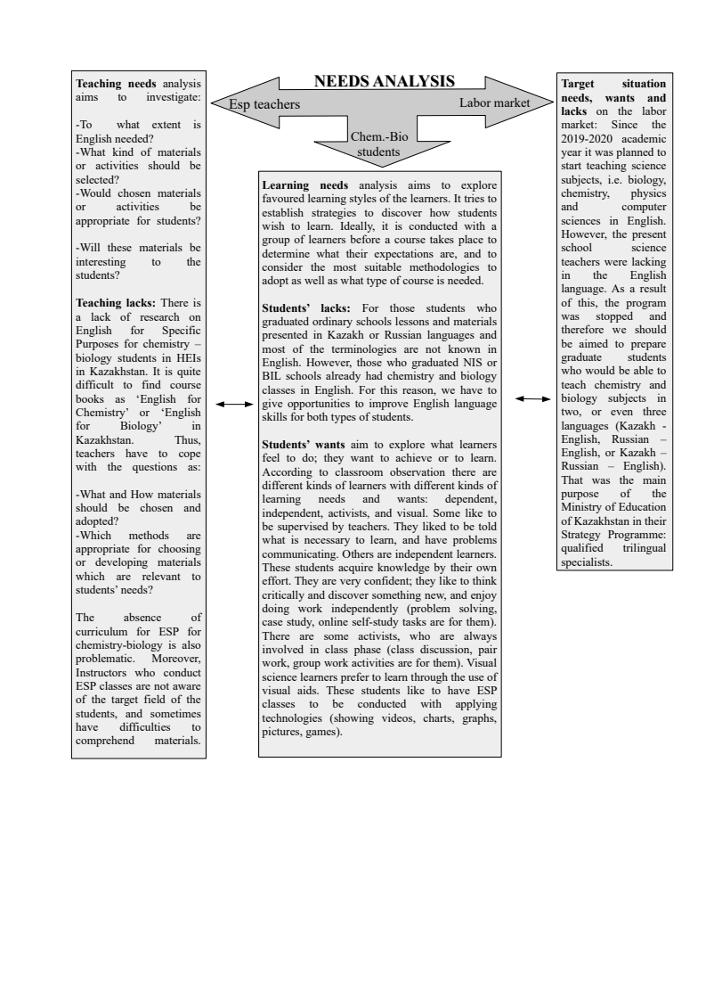 NEEDS ANALYSIS
Esp teachers
Labor market
Chem.-Bio
students
Teaching needs analysis
aims to investigate:
-To what extent is
English needed?
-What kind of materials
or activities should be
selected?
-Would chosen materials
or activities be
appropriate for students?
-Will these materials be
interesting to the
students?
Teaching lacks: There is
a lack of research on
English for Specific
Purposes for chemistry –
biology students in HEIs
in Kazakhstan. It is quite
difficult to find course
books as ‘English for
Chemistry’ or ‘English
for Biology’ in
Kazakhstan. Thus,
teachers have to cope
with the questions as:
-What and How materials
should be chosen and
adopted?
-Which methods are
appropriate for choosing
or developing materials
which are relevant to
students’ needs?
The absence of
curriculum for ESP for
chemistry-biology is also
problematic. Moreover,
Instructors who conduct
ESP classes are not aware
of the target field of the
students, and sometimes
have difficulties to
comprehend materials.
Learning needs analysis aims to explore
favoured learning styles of the learners. It tries to
establish strategies to discover how students
wish to learn. Ideally, it is conducted with a
group of learners before a course takes place to
determine what their expectations are, and to
consider the most suitable methodologies to
adopt as well as what type of course is needed.
Students’ lacks: For those students who
graduated ordinary schools lessons and materials
presented in Kazakh or Russian languages and
most of the terminologies are not known in
English. However, those who graduated NIS or
BIL schools already had chemistry and biology
classes in English. For this reason, we have to
give opportunities to improve English language
skills for both types of students.
Students’ wants aim to explore what learners
feel to do; they want to achieve or to learn.
According to classroom observation there are
different kinds of learners with different kinds of
learning needs and wants: dependent,
independent, activists, and visual. Some like to
be supervised by teachers. They liked to be told
what is necessary to learn, and have problems
communicating. Others are independent learners.
These students acquire knowledge by their own
effort. They are very confident; they like to think
critically and discover something new, and enjoy
doing work independently (problem solving,
case study, online self-study tasks are for them).
There are some activists, who are always
involved in class phase (class discussion, pair
work, group work activities are for them). Visual
science learners prefer to learn through the use of
visual aids. These students like to have ESP
classes to be conducted with applying
technologies (showing videos, charts, graphs,
pictures, games).
Target situation
needs, wants and
lacks on the labor
market: Since the
2019-2020 academic
year it was planned to
start teaching science
subjects, i.e. biology,
chemistry, physics
and computer
sciences in English.
However, the present
school science
teachers were lacking
in the English
language. As a result
of this, the program
was stopped and
therefore we should
be aimed to prepare
graduate students
who would be able to
teach chemistry and
biology subjects in
two, or even three
languages (Kazakh -
English, Russian –
English, or Kazakh –
Russian – English).
That was the main
purpose of the
Ministry of Education
of Kazakhstan in their
Strategy Programme:
qualified trilingual
specialists.